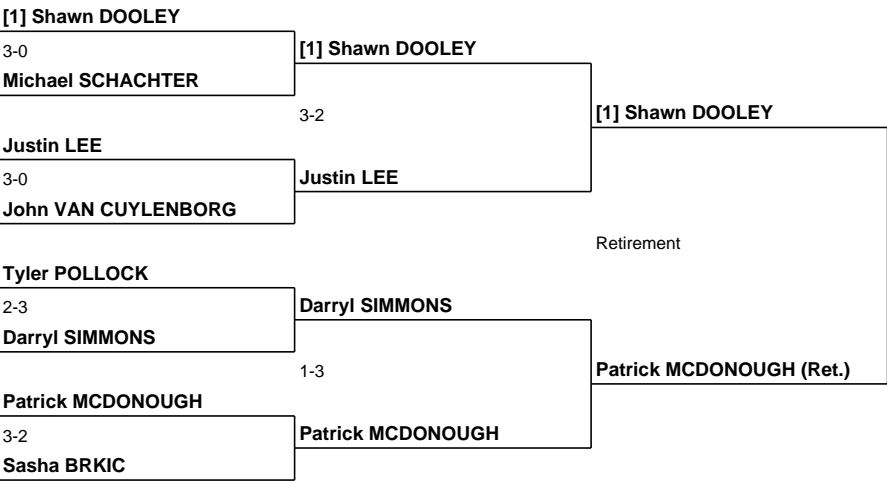 [1] Shawn DOOLEY
3-0
[1] Shawn DOOLEY
Michael SCHACHTER
3-2
[1] Shawn DOOLEY
Justin LEE
3-0
Justin LEE
John VAN CUYLENBORG
Retirement
Tyler POLLOCK
2-3
Darryl SIMMONS
Darryl SIMMONS
1-3
Patrick MCDONOUGH (Ret.)
Patrick MCDONOUGH
3-2
Patrick MCDONOUGH
Sasha BRKIC